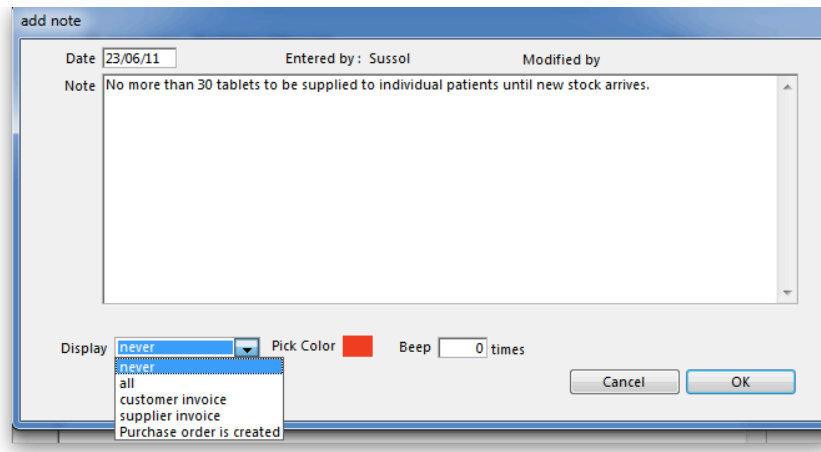 add note
Date 23/06/11 Entered by : Sussol Modified by
Note No more than 30 tablets to be supplied to individual patients until new stock arrives.
Display never Pick Color Beep 0 times
never
all
customer invoice
supplier invoice
Purchase order is created
Cancel OK